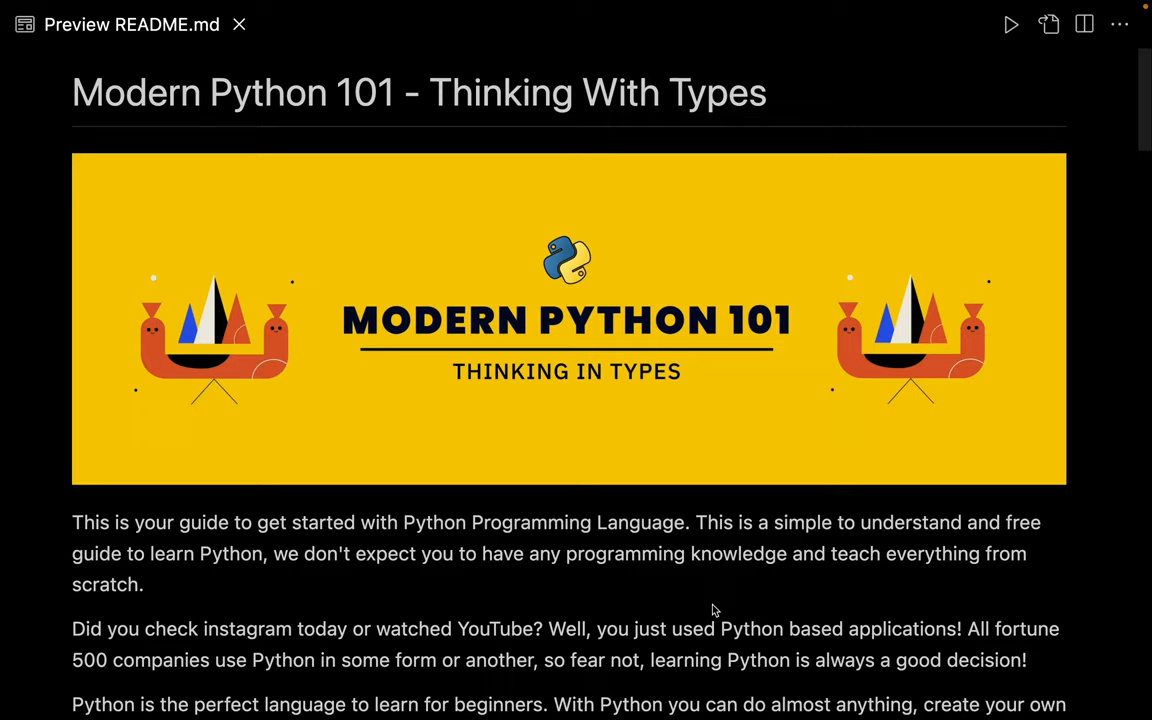 Preview README.md
Modern Python 101 - Thinking With Types
MODERN PYTHON 101
THINKING IN TYPES
This is your guide to get started with Python Programming Language. This is a simple to understand and free
guide to learn Python, we don't expect you to have any programming knowledge and teach everything from
scratch.
Did you check instagram today or watched YouTube? Well, you just used Python based applications! All fortune
500 companies use Python in some form or another, so fear not, learning Python is always a good decision!
Python is the perfect language to learn for beginners. With Python you can do almost anything, create your own